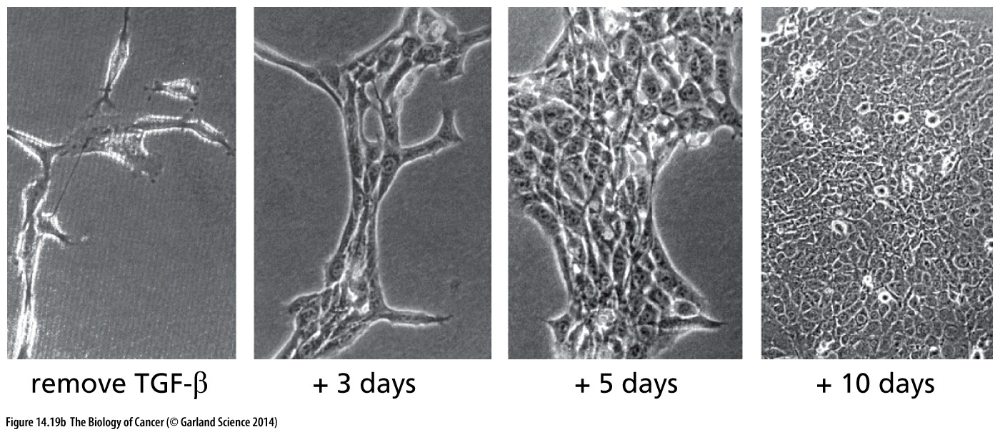 remove TGF-β
+ 3 days
+ 5 days
+ 10 days
Figure 14.19b  The Biology of Cancer (© Garland Science 2014)